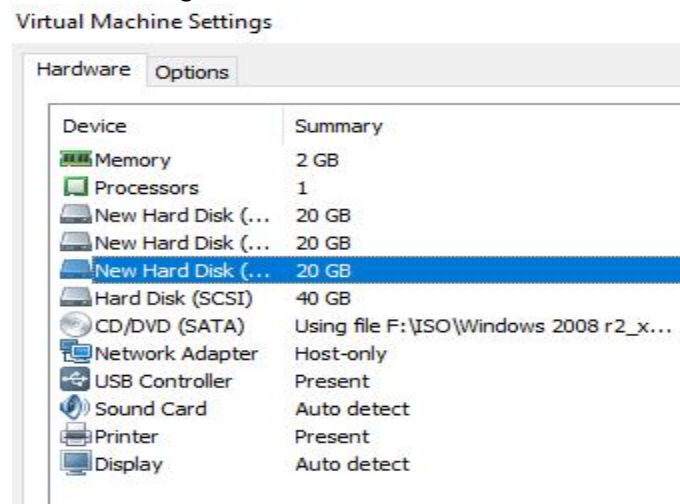 Virtual Machine Settings
Hardware Options
Device Summary
Memory 2 GB
Processors 1
New Hard Disk (... 20 GB
New Hard Disk (... 20 GB
New Hard Disk (... 20 GB
Hard Disk (SCSI) 40 GB
CD/DVD (SATA) Using file F:\ISO\Windows 2008 r2_x...
Network Adapter Host-only
USB Controller Present
Sound Card Auto detect
Printer Present
Display Auto detect